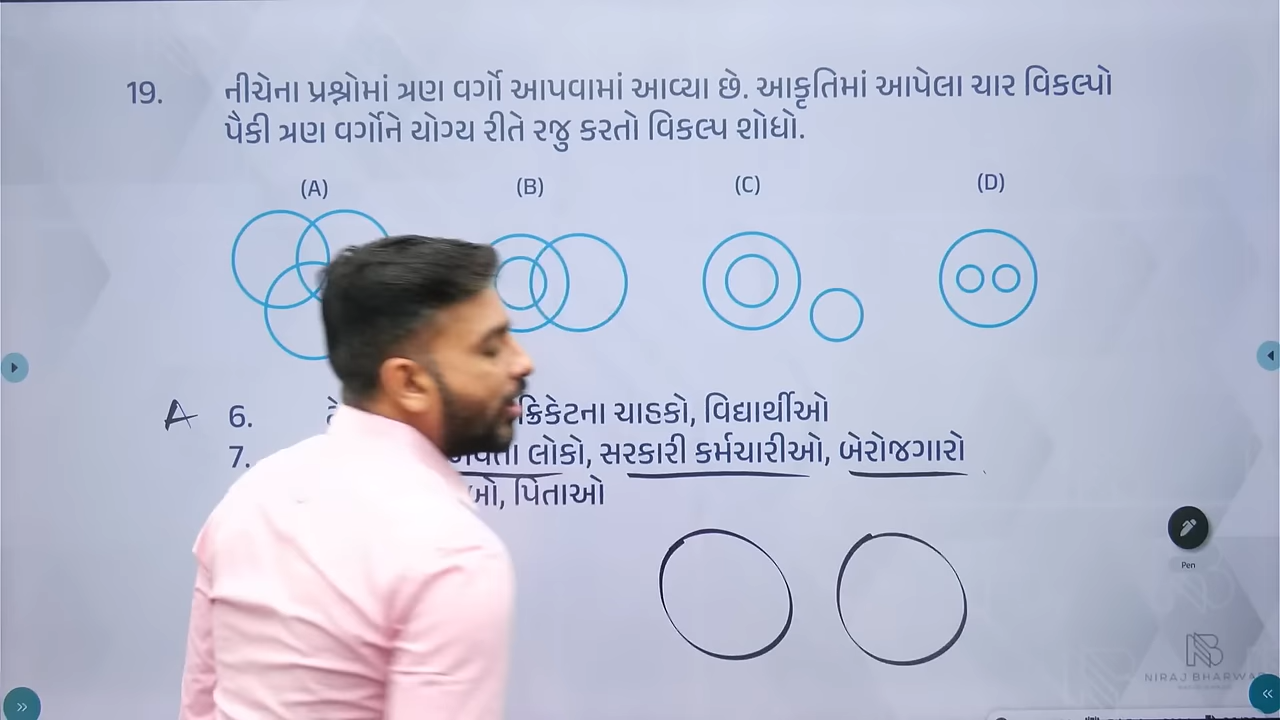 19. નીચેના પ્રશ્નોમાં ત્રણ વર્ગો આપવામાં આવ્યા છે. આકૃતિમાં આપેલા ચાર વિકલ્પો
પૈકી ત્રણ વર્ગોને યોગ્ય રીતે રજુ કરતો વિકલ્પ શોધો.
(A) (B) (C) (D)
A 6. ક્રિકેટના ચાહકો, વિદ્યાર્થીઓ
7. લોકો, સરકારી કર્મચારીઓ, બેરોજગારો
પિતાઓ
Pen
NB
NIRAJ BHARWA